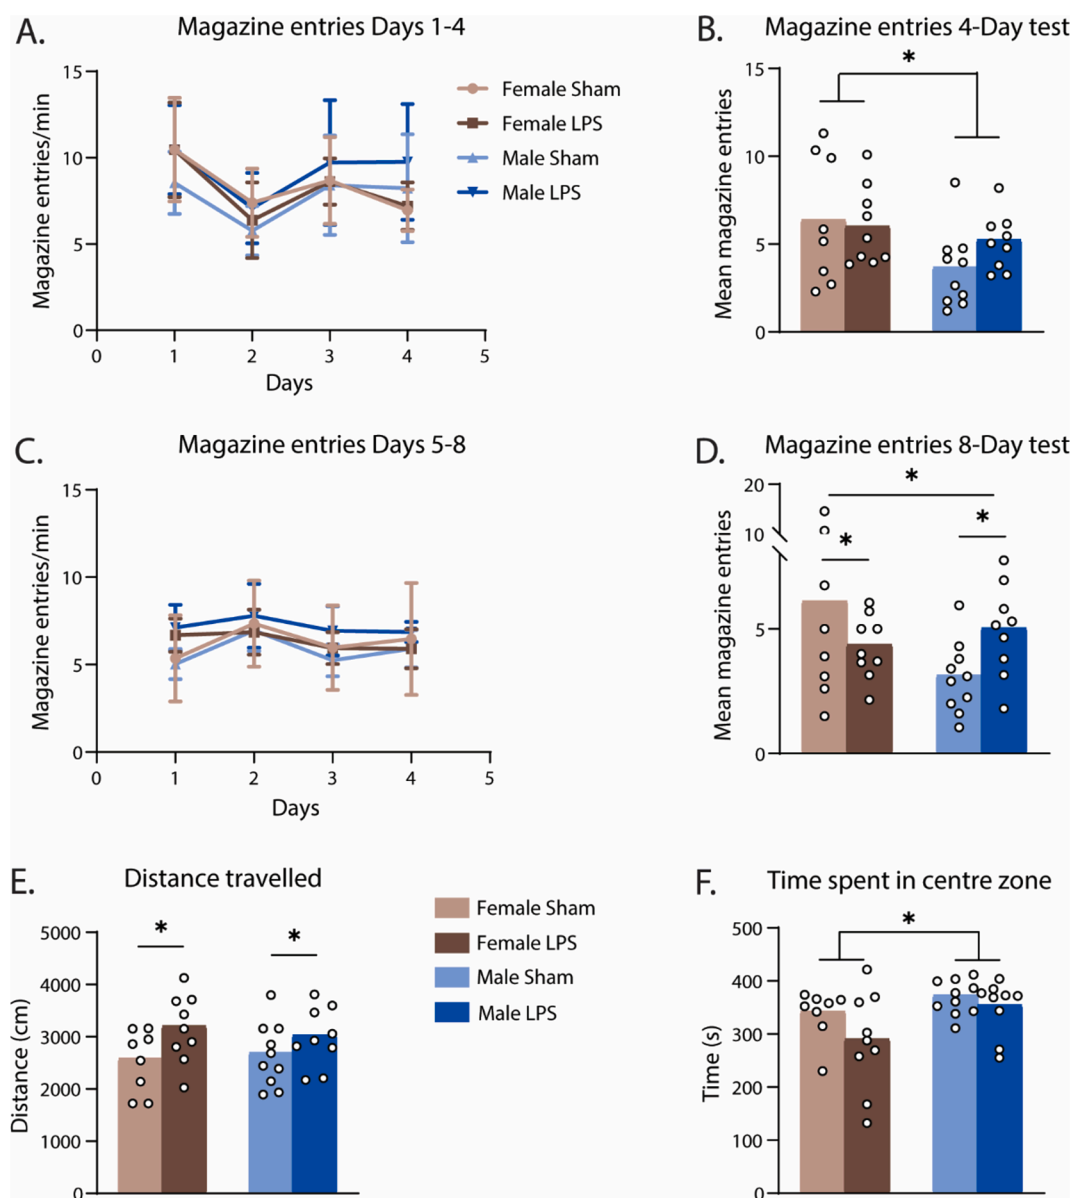 A.
Magazine entries Days 1-4
Magazine entries/min
15
10
5
0
0 1 2 3 4 5
Days
Female Sham
Female LPS
Male Sham
Male LPS
B.
Magazine entries 4-Day test
*
Mean magazine entries
15
10
5
0
C.
Magazine entries Days 5-8
Magazine entries/min
15
10
5
0
0 1 2 3 4 5
Days
D.
Magazine entries 8-Day test
*
*
*
Mean magazine entries
20
10
5
0
E.
Distance travelled
*
*
Distance (cm)
5000
4000
3000
2000
1000
0
Female Sham
Female LPS
Male Sham
Male LPS
F.
Time spent in centre zone
*
Time (s)
500
400
300
200
100
0